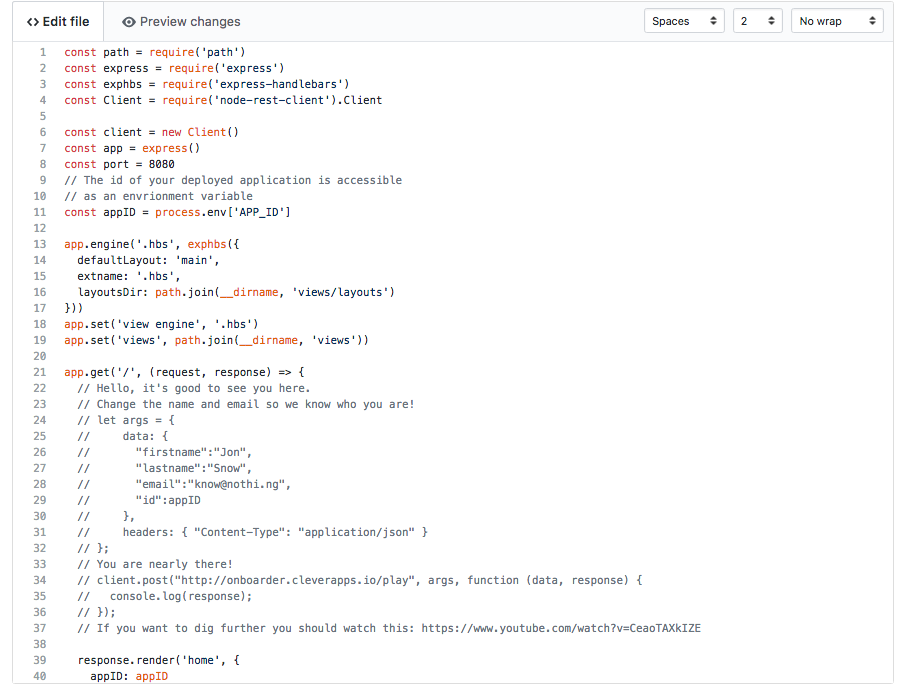 <> Edit file Preview changes Spaces 2 No wrap
1 const path = require('path')
2 const express = require('express')
3 const exphbs = require('express-handlebars')
4 const Client = require('node-rest-client').Client
5
6 const client = new Client()
7 const app = express()
8 const port = 8080
9 // The id of your deployed application is accessible
10 // as an envrionment variable
11 const appID = process.env['APP_ID']
12
13 app.engine('.hbs', exphbs({
14   defaultLayout: 'main',
15   extname: '.hbs',
16   layoutsDir: path.join(__dirname, 'views/layouts')
17 }))
18 app.set('view engine', '.hbs')
19 app.set('views', path.join(__dirname, 'views'))
20
21 app.get('/', (request, response) => {
22   // Hello, it's good to see you here.
23   // Change the name and email so we know who you are!
24   // let args = {
25   //     data: {
26   //       "firstname":"Jon",
27   //       "lastname":"Snow",
28   //       "email":"know@nothi.ng",
29   //       "id":appID
30   //     },
31   //     headers: { "Content-Type": "application/json" }
32   // };
33   // You are nearly there!
34   // client.post("http://onboarder.cleverapps.io/play", args, function (data, response) {
35   //   console.log(response);
36   // });
37   // If you want to dig further you should watch this: https://www.youtube.com/watch?v=CeaoTAXkIZE
38
39   response.render('home', {
40     appID: appID